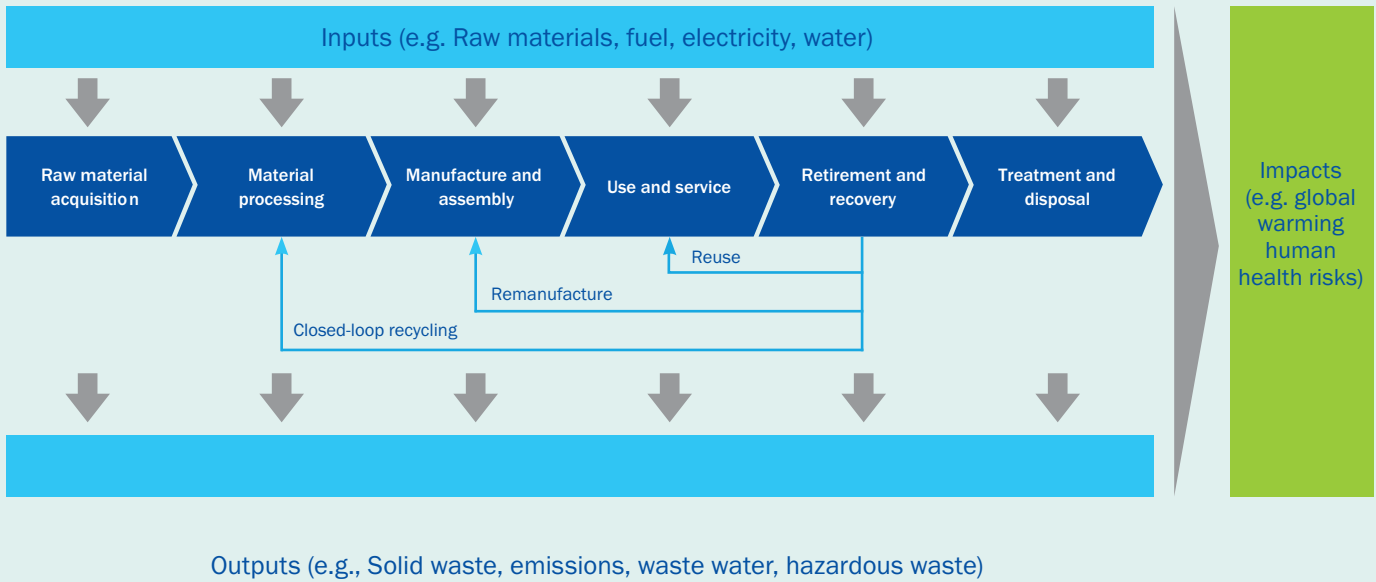 Inputs (e.g. Raw materials, fuel, electricity, water)
Raw material
acquisition
Material
processing
Manufacture and
assembly
Use and service
Retirement and
recovery
Treatment and
disposal
Impacts
(e.g. global
warming
human
health risks)
Reuse
Remanufacture
Closed-loop recycling
Outputs (e.g., Solid waste, emissions, waste water, hazardous waste)